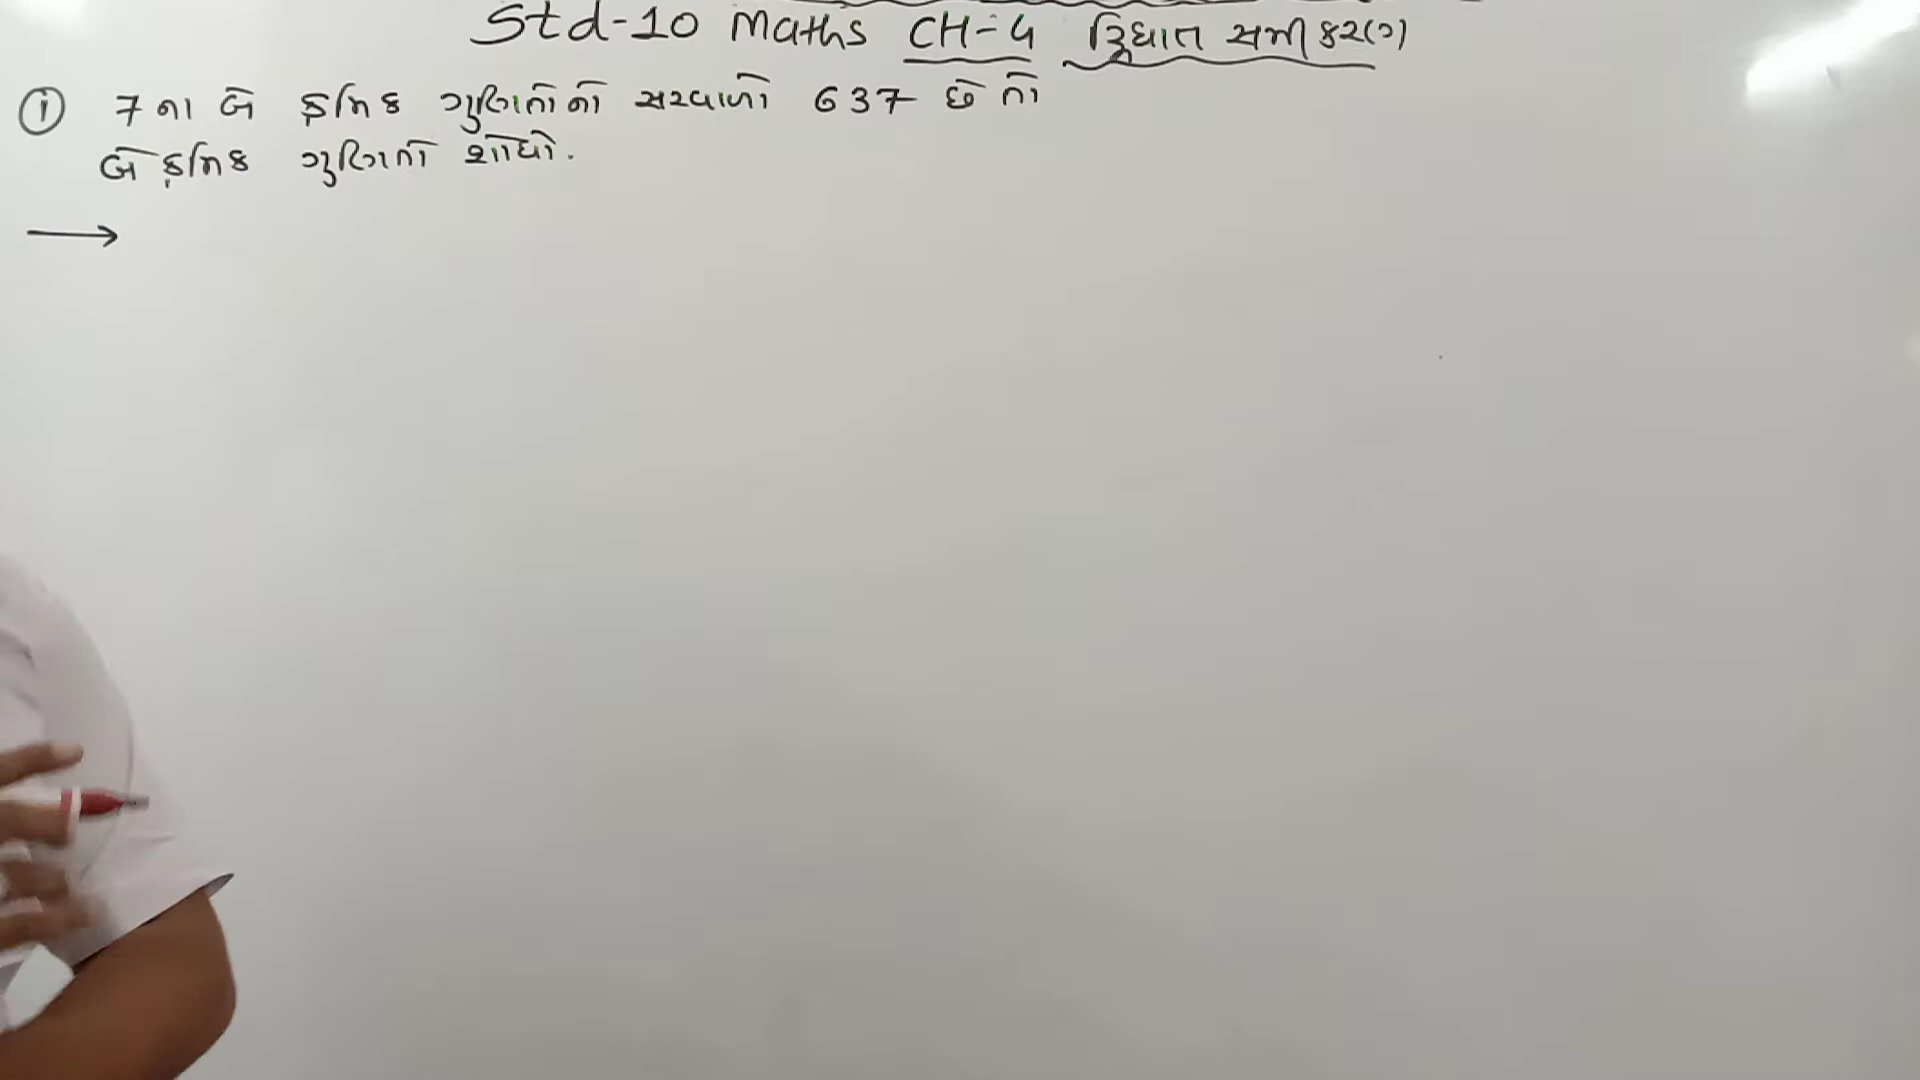 Std-10 Maths CH-4 દ્વિઘાત સમીકરણ
① 7 ના બે ક્રમિક ગુણિતોનો સરવાળો 637 છે તો
બે ક્રમિક ગુણિતો શોધો.
→